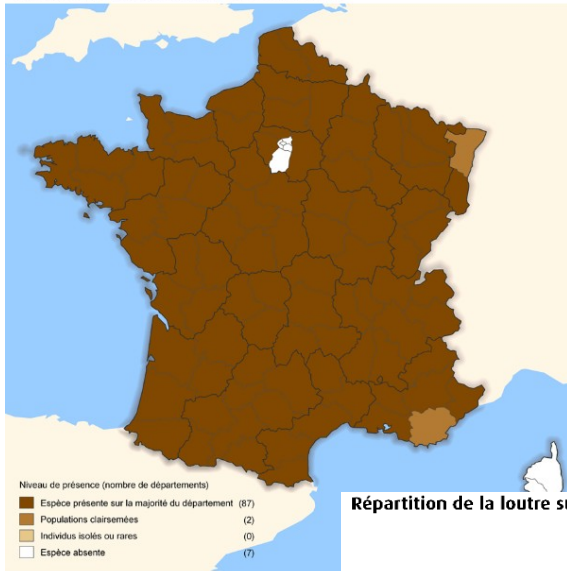 Niveau de présence (nombre de départements)
Espèce présente sur la majorité du département (87)
Populations clairsemées (2)
Individus isolés ou rares (0)
Espèce absente (7)
Répartition de la loutre su